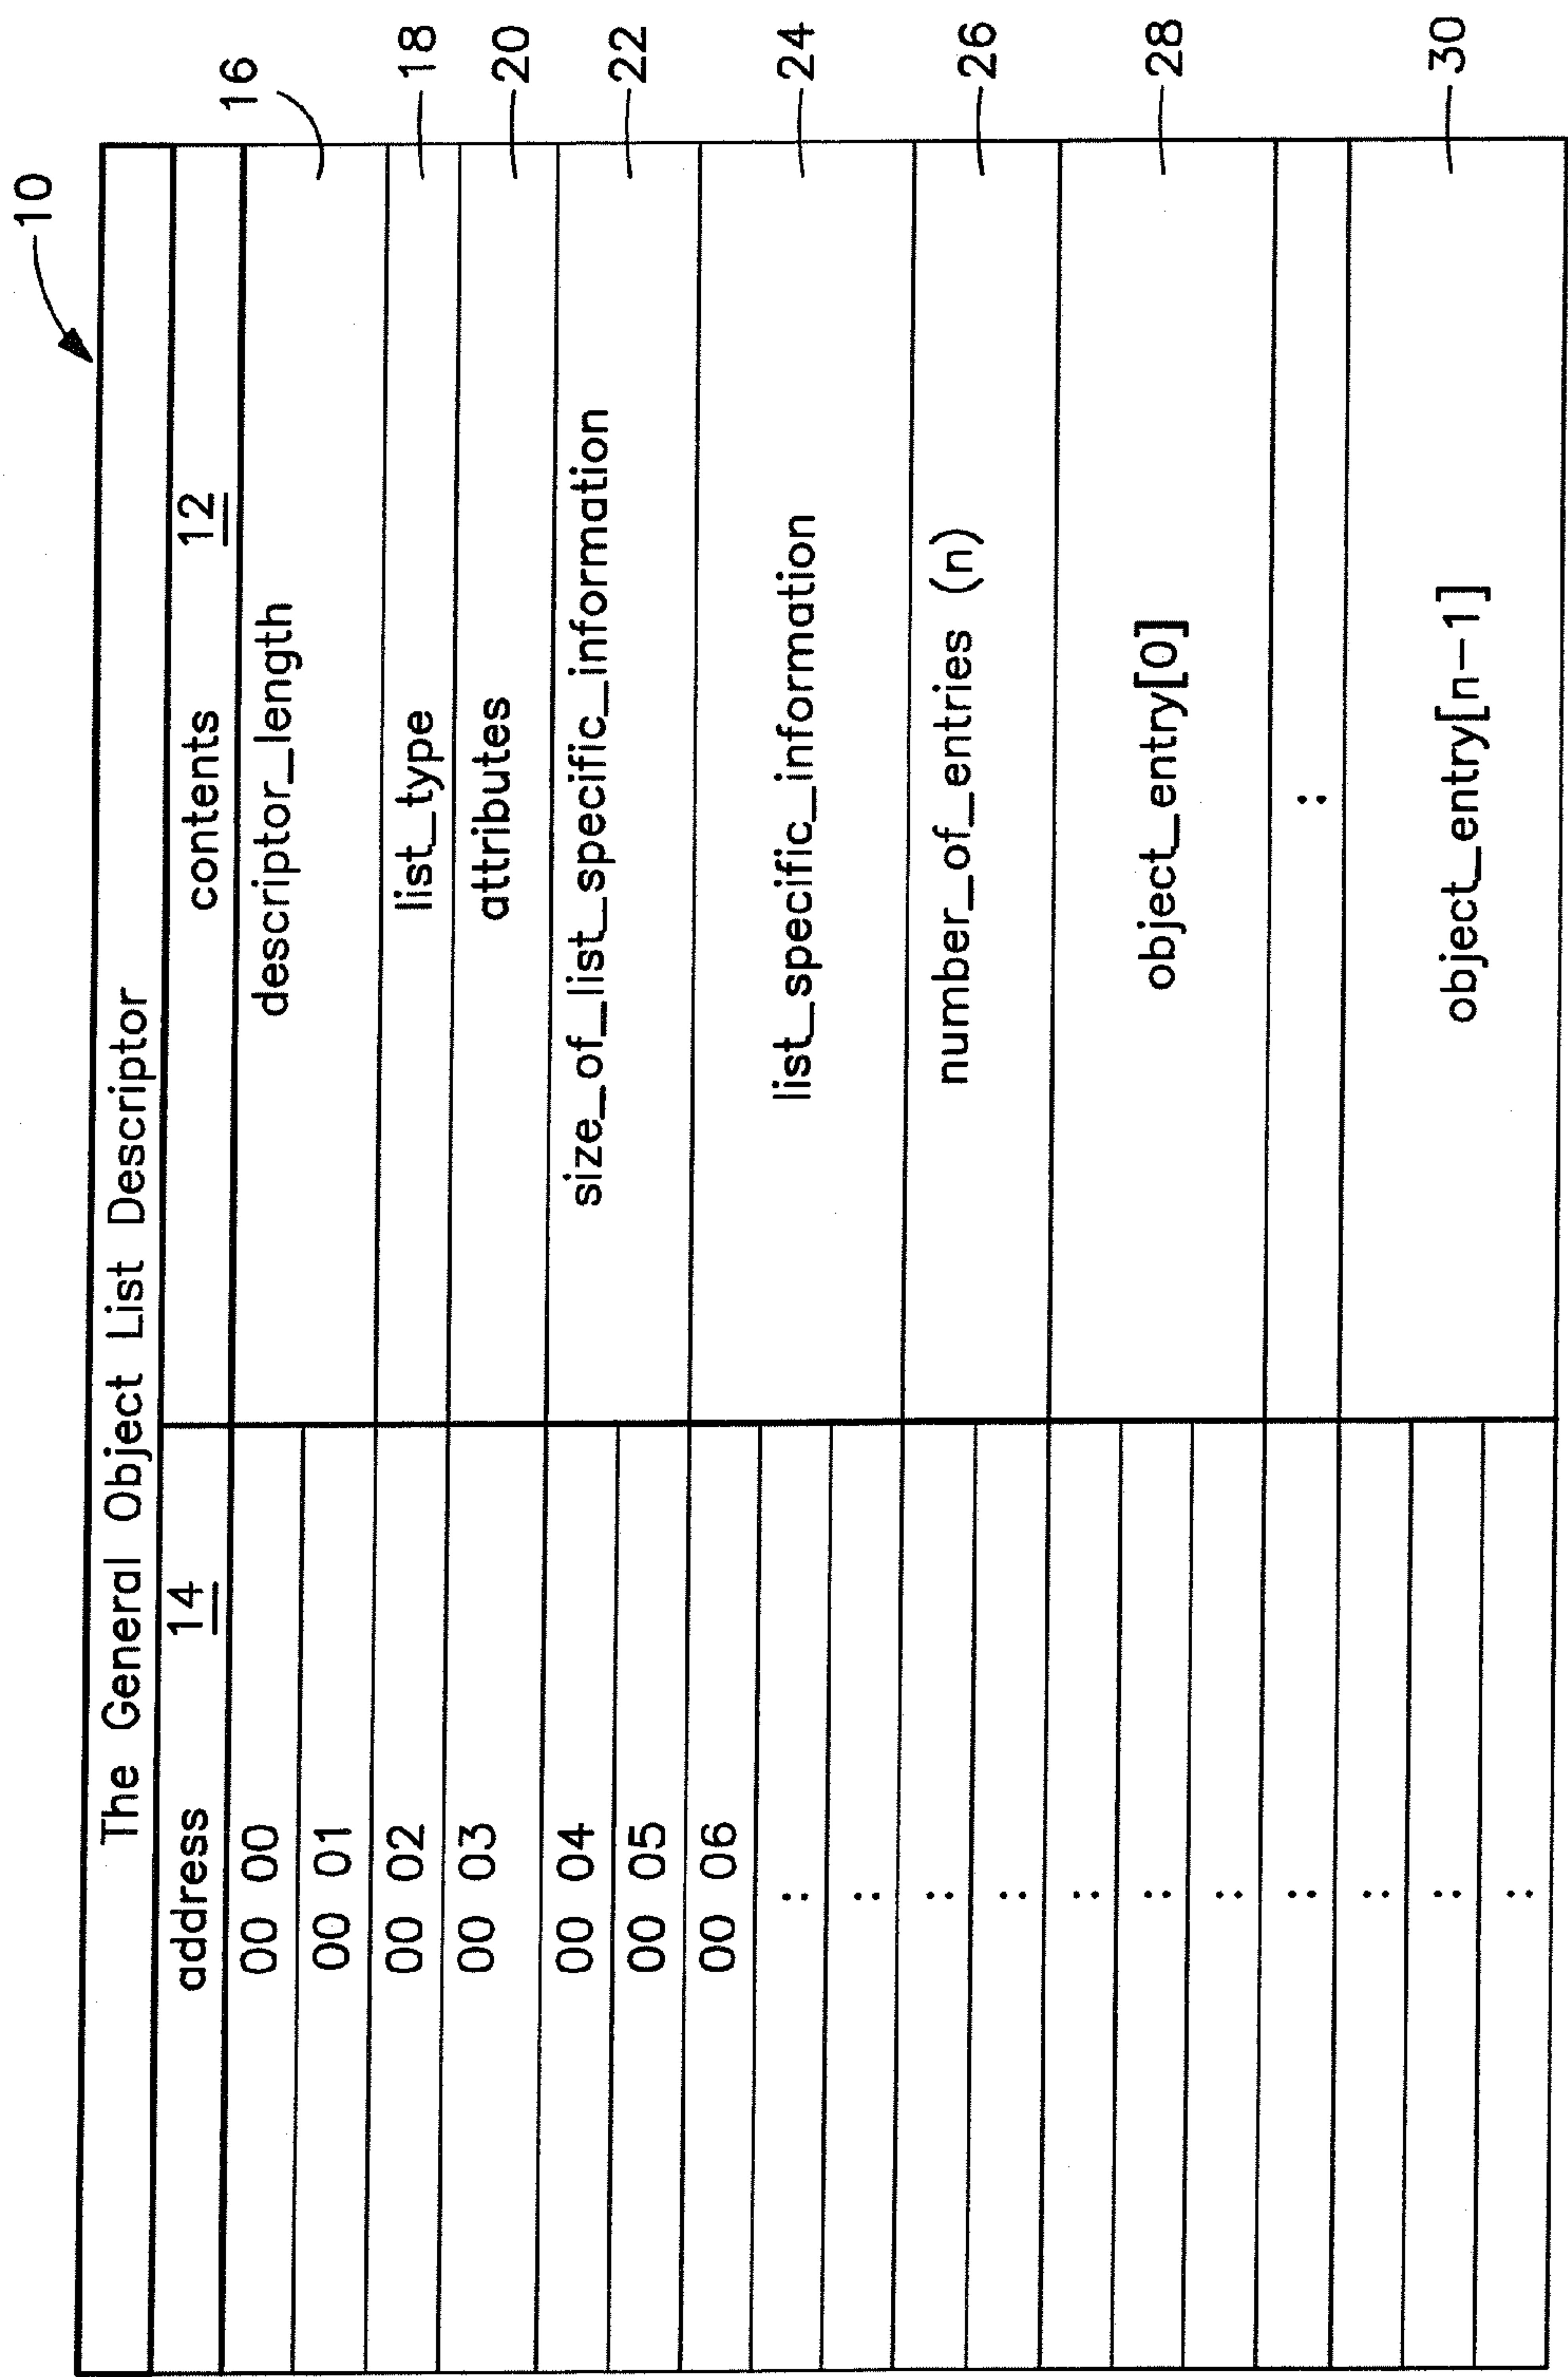 10
The General Object List Descriptor
address 14 contents 12
00 00 descriptor_length 16
00 01
00 02 list_type 18
00 03 attributes 20
00 04 size_of_list_specific_information 22
00 05
00 06 list_specific_information 24
:
:
: number_of_entries (n) 26
:
: object_entry[0] 28
:
:
: :
: object_entry[n-1] 30
:
: